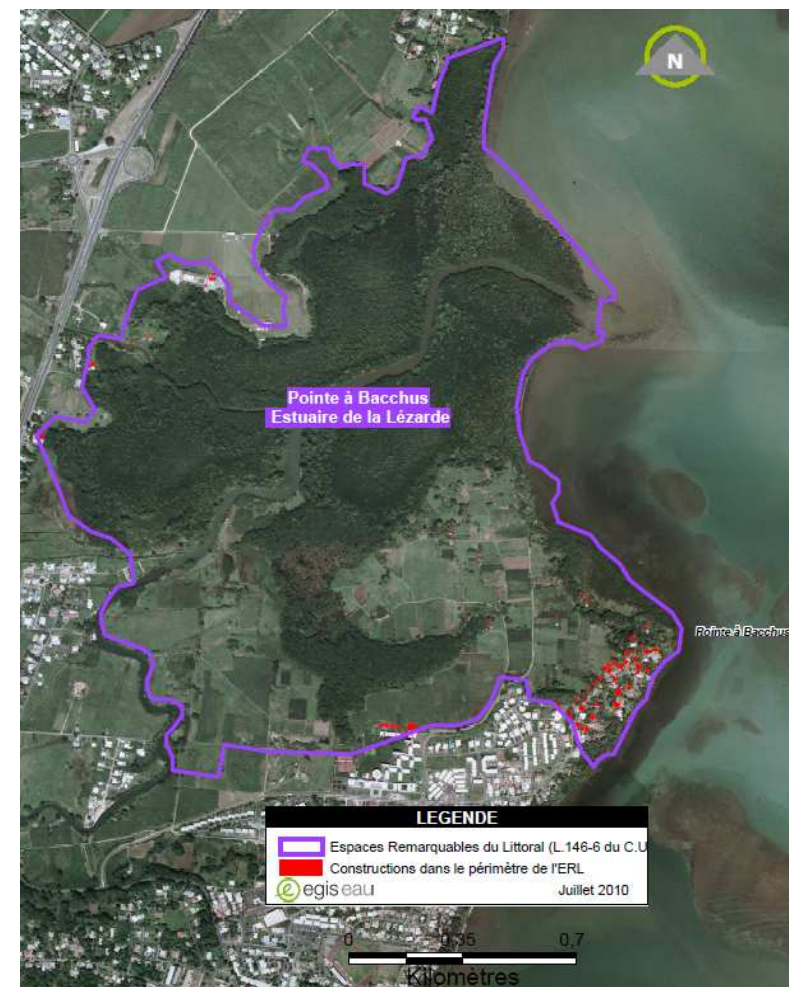 N
Pointe à Bacchus
Estuaire de la Lézarde
Pointe à Bacchus
LEGENDE
Espaces Remarquables du Littoral (L.146-6 du C.U
Constructions dans le périmètre de l'ERL
egis eau
Juillet 2010
0 0,35 0,7
Kilomètres